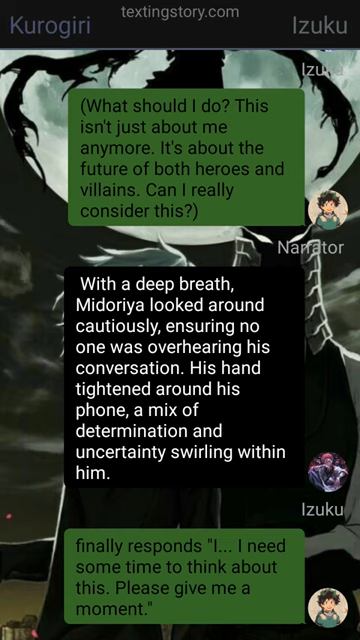 textingstory.com
Kurogiri
Izuku
Izuku
(What should I do? This
isn't just about me
anymore. It's about the
future of both heroes and
villains. Can I really
consider this?)
Narrator
With a deep breath,
Midoriya looked around
cautiously, ensuring no
one was overhearing his
conversation. His hand
tightened around his
phone, a mix of
determination and
uncertainty swirling within
him.
Izuku
finally responds "I... I need
some time to think about
this. Please give me a
moment."